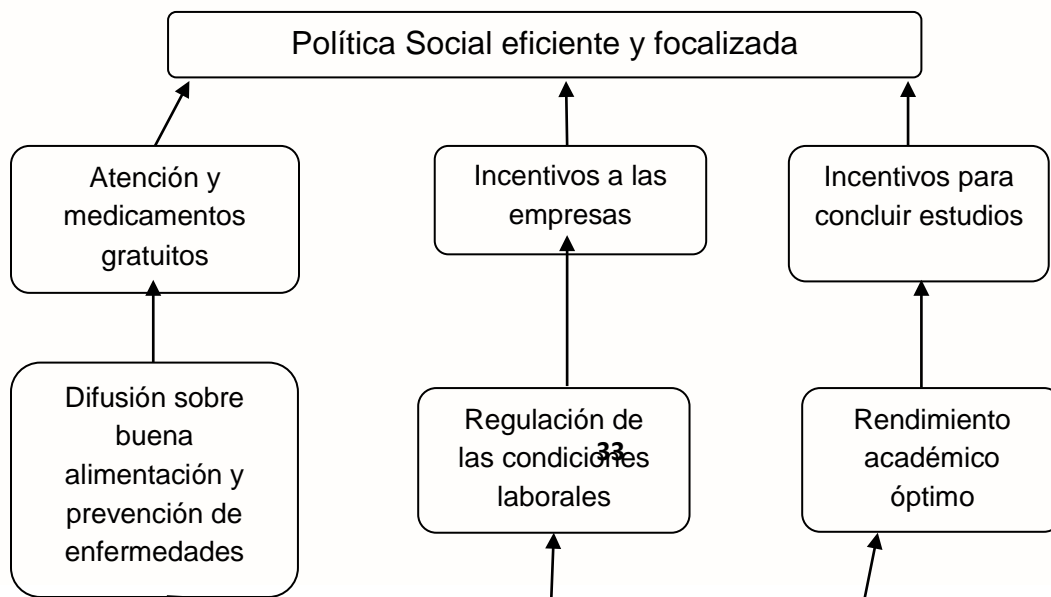 Política Social eficiente y focalizada
Atención y
medicamentos
gratuitos
Incentivos a las
empresas
Incentivos para
concluir estudios
Difusión sobre
buena
alimentación y
prevención de
enfermedades
Regulación de
las condiciones
laborales
33
Rendimiento
académico
óptimo